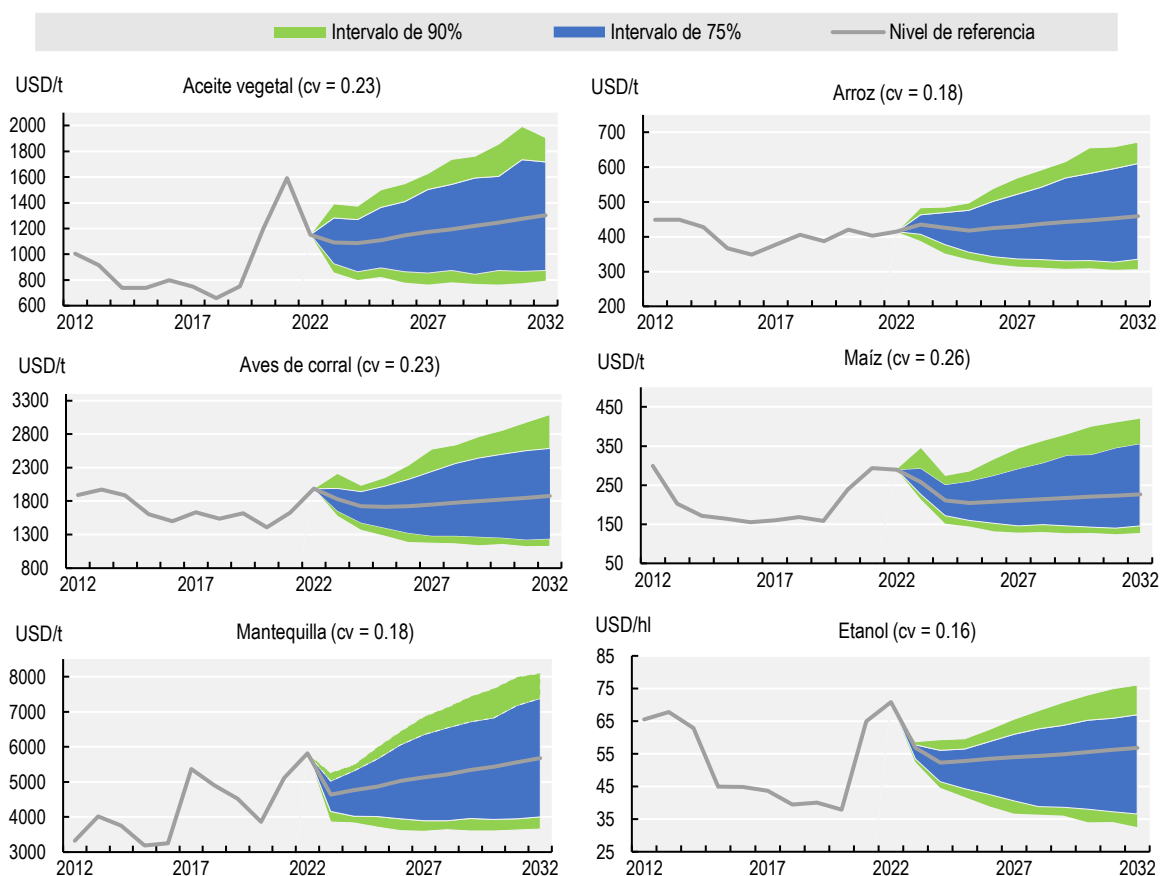 Intervalo de 90% Intervalo de 75% Nivel de referencia
USD/t Aceite vegetal (cv = 0.23)
2000
1800
1600
1400
1200
1000
800
600
2012 2017 2022 2027 2032
USD/t Arroz (cv = 0.18)
700
600
500
400
300
200
2012 2017 2022 2027 2032
USD/t Aves de corral (cv = 0.23)
3300
2800
2300
1800
1300
800
2012 2017 2022 2027 2032
USD/t Maíz (cv = 0.26)
450
350
250
150
50
2012 2017 2022 2027 2032
USD/t Mantequilla (cv = 0.18)
8000
7000
6000
5000
4000
3000
2012 2017 2022 2027 2032
USD/hl Etanol (cv = 0.16)
85
75
65
55
45
35
25
2012 2017 2022 2027 2032